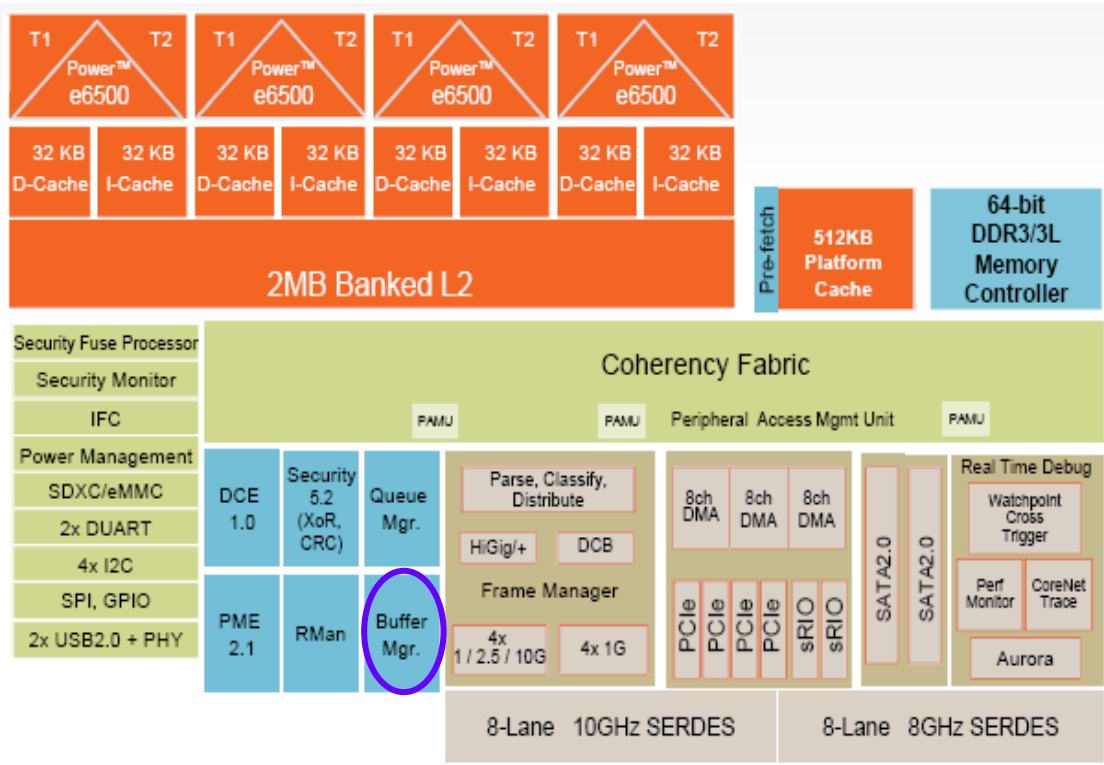 T1 T2 T1 T2 T1 T2 T1 T2
Power™ Power™ Power™ Power™
e6500 e6500 e6500 e6500
32 KB 32 KB 32 KB 32 KB 32 KB 32 KB 32 KB 32 KB
D-Cache I-Cache D-Cache I-Cache D-Cache I-Cache D-Cache I-Cache
2MB Banked L2
Pre-fetch
512KB
Platform
Cache
64-bit
DDR3/3L
Memory
Controller
Security Fuse Processor
Security Monitor
IFC
Power Management
SDXC/eMMC
2x DUART
4x I2C
SPI, GPIO
2x USB2.0 + PHY
Coherency Fabric
PAMU PAMU Peripheral Access Mgmt Unit PAMU
DCE
1.0
Security
5.2
(XoR,
CRC)
Queue
Mgr.
PME
2.1
RMan
Buffer
Mgr.
Parse, Classify,
Distribute
HiGig/+ DCB
Frame Manager
4x
1 / 2.5 / 10G
4x 1G
8ch
DMA
8ch
DMA
8ch
DMA
PCIe
PCIe
PCIe
PCIe
sRIO
sRIO
SATA2.0
SATA2.0
Real Time Debug
Watchpoint
Cross
Trigger
Perf
Monitor
CoreNet
Trace
Aurora
8-Lane 10GHz SERDES
8-Lane 8GHz SERDES